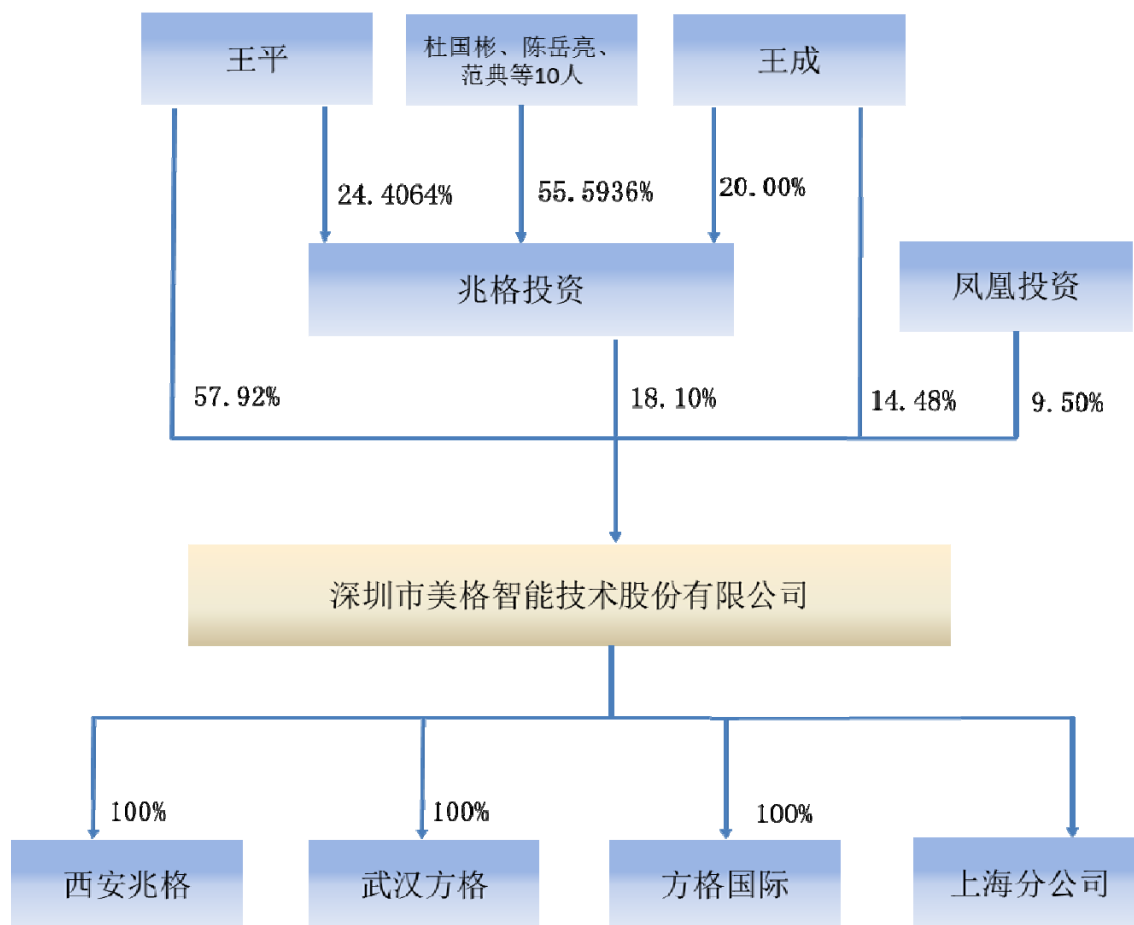 王平
杜国彬、陈岳亮、
范典等10人
王成
24.4064%
55.5936%
20.00%
兆格投资
凤凰投资
57.92%
18.10%
14.48%
9.50%
深圳市美格智能技术股份有限公司
100%
100%
100%
西安兆格
武汉方格
方格国际
上海分公司